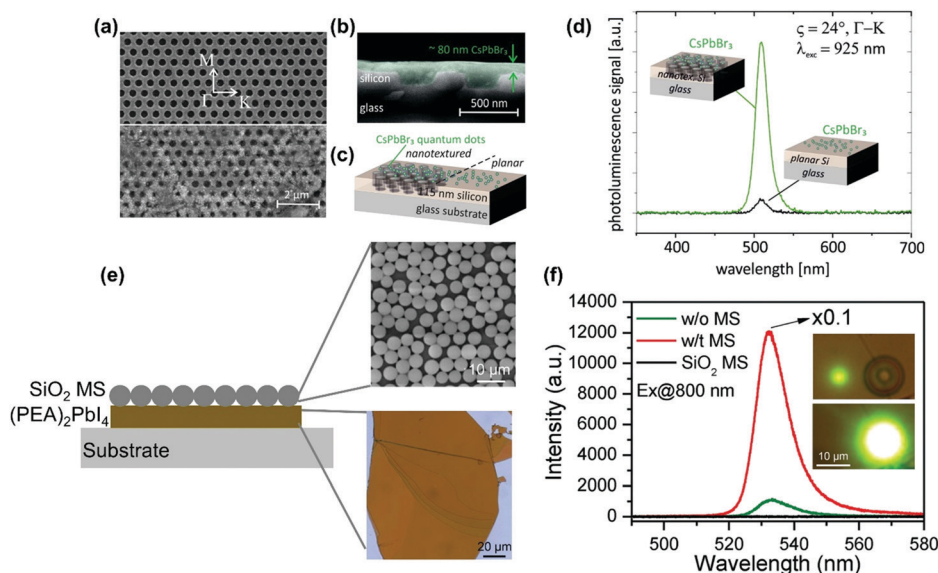 (a)
M
Γ
K
2 µm
(b)
~ 80 nm CsPbBr₃
silicon
glass
500 nm
(c)
CsPbBr₃ quantum dots
nanotextured
planar
115 nm silicon
glass substrate
(d)
photoluminescence signal [a.u.]
ς = 24°, Γ–K
λexc = 925 nm
CsPbBr₃
nanotex. Si
glass
CsPbBr₃
planar Si
glass
400 500 600 700
wavelength [nm]
(e)
10 µm
SiO₂ MS
(PEA)₂PbI₄
Substrate
20 µm
(f)
Intensity (a.u.)
14000
12000
10000
8000
6000
4000
2000
0
w/o MS
w/t MS
SiO₂ MS
Ex@800 nm
x0.1
10 µm
500 520 540 560 580
Wavelength (nm)